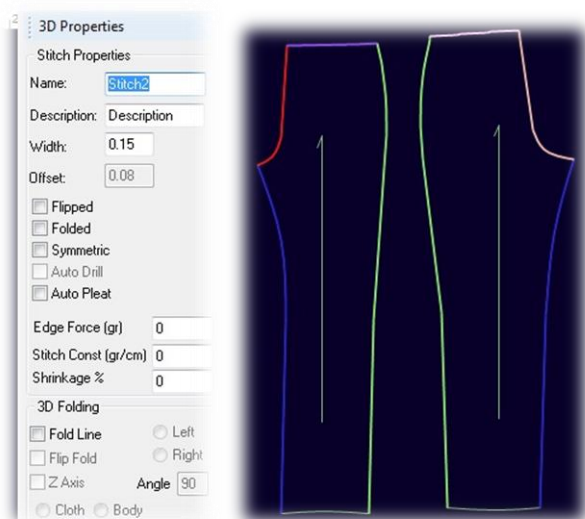 3D Properties
Stitch Properties
Name: Stitch2
Description: Description
Width: 0.15
Offset: 0.08
Flipped
Folded
Symmetric
Auto Drill
Auto Pleat
Edge Force (gr) 0
Stitch Const (gr/cm) 0
Shrinkage % 0
3D Folding
Fold Line Left
Flip Fold Right
Z Axis Angle 90
Cloth Body